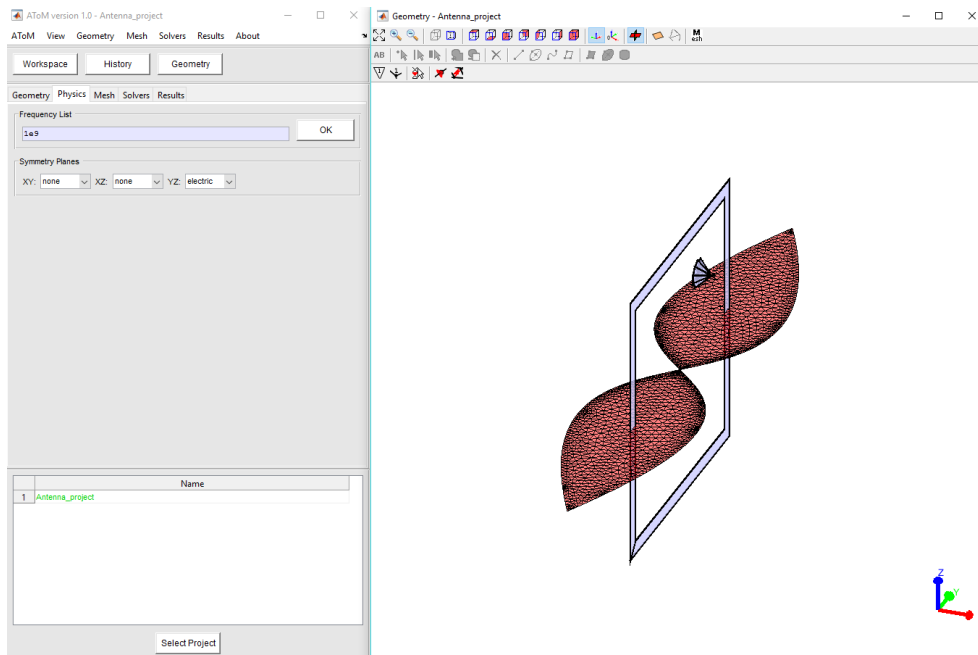 AToM version 1.0 - Antenna_project
AToM View Geometry Mesh Solvers Results About
Workspace History Geometry
Geometry Physics Mesh Solvers Results
Frequency List
1e9 OK
Symmetry Planes
XY: none XZ: none YZ: electric
Name
1 Antenna_project
Select Project
Geometry - Antenna_project
M
esh
AB
Z
Y